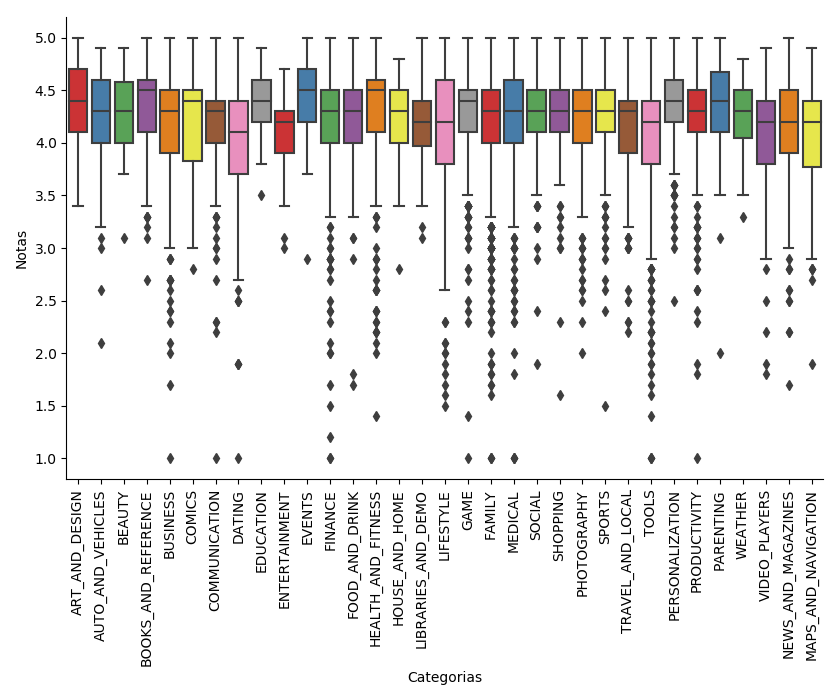 Notas
5.0
4.5
4.0
3.5
3.0
2.5
2.0
1.5
1.0
ART_AND_DESIGN
AUTO_AND_VEHICLES
BEAUTY
BOOKS_AND_REFERENCE
BUSINESS
COMICS
COMMUNICATION
DATING
EDUCATION
ENTERTAINMENT
EVENTS
FINANCE
FOOD_AND_DRINK
HEALTH_AND_FITNESS
HOUSE_AND_HOME
LIBRARIES_AND_DEMO
LIFESTYLE
GAME
FAMILY
MEDICAL
SOCIAL
SHOPPING
PHOTOGRAPHY
SPORTS
TRAVEL_AND_LOCAL
TOOLS
PERSONALIZATION
PRODUCTIVITY
PARENTING
WEATHER
VIDEO_PLAYERS
NEWS_AND_MAGAZINES
MAPS_AND_NAVIGATION
Categorias